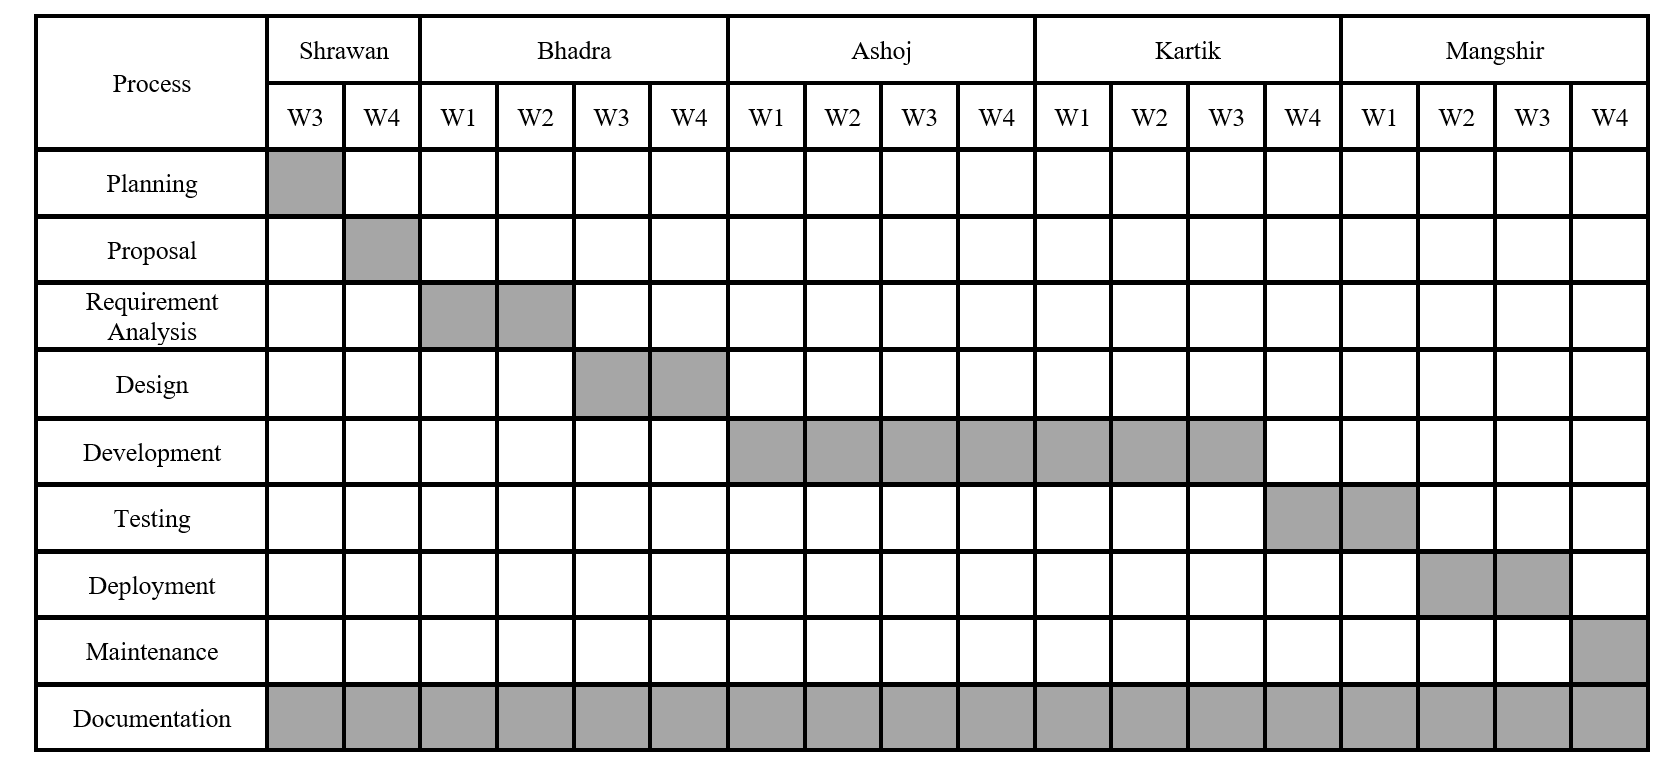 Process Shrawan Bhadra Ashoj Kartik Mangshir
W3 W4 W1 W2 W3 W4 W1 W2 W3 W4 W1 W2 W3 W4 W1 W2 W3 W4
Planning
Proposal
Requirement
Analysis
Design
Development
Testing
Deployment
Maintenance
Documentation